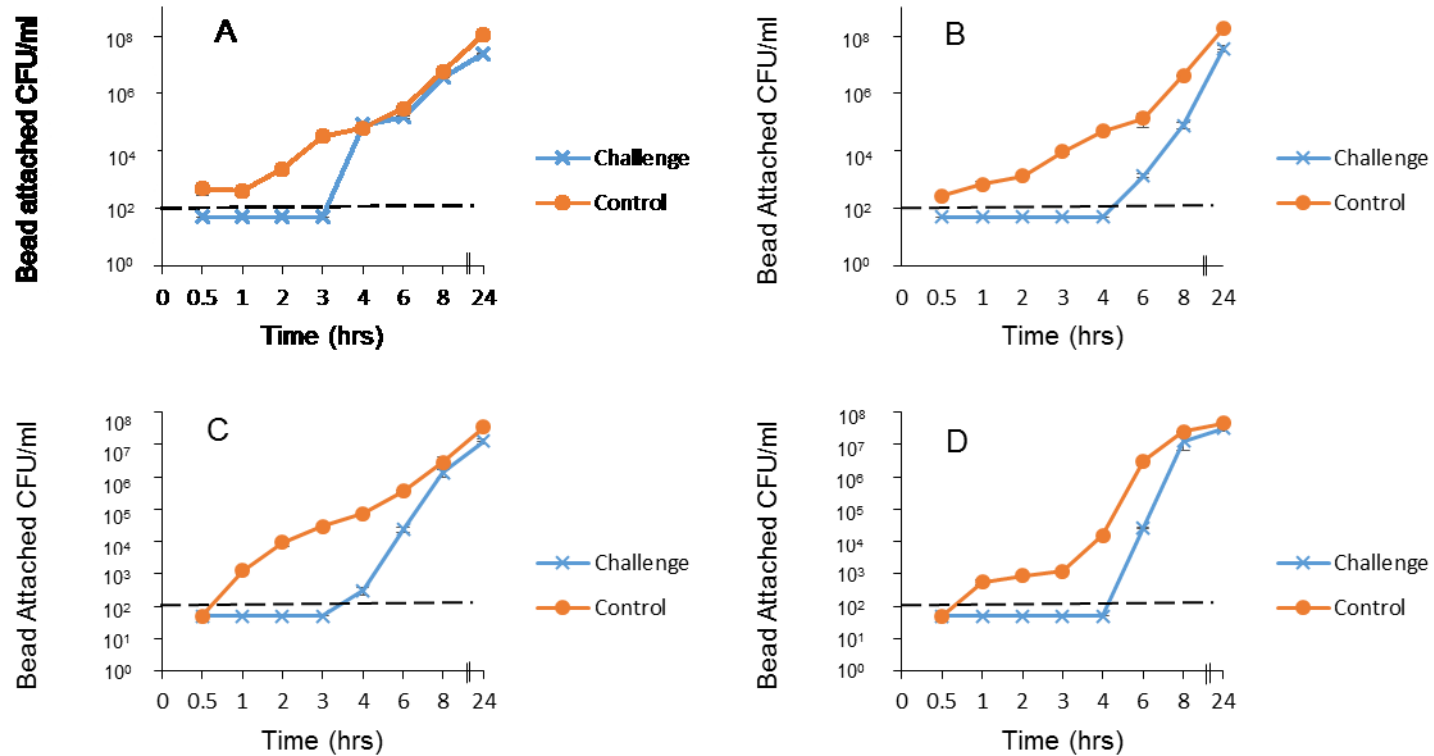 A
Bead attached CFU/ml
10⁸
10⁶
10⁴
10²
10⁰
0 0.5 1 2 3 4 6 8 24
Time (hrs)
Challenge
Control
B
Bead Attached CFU/ml
10⁸
10⁶
10⁴
10²
10⁰
0 0.5 1 2 3 4 6 8 24
Time (hrs)
Challenge
Control
C
Bead Attached CFU/ml
10⁸
10⁷
10⁶
10⁵
10⁴
10³
10²
10¹
10⁰
0 0.5 1 2 3 4 6 8 24
Time (hrs)
Challenge
Control
D
Bead Attached CFU/ml
10⁸
10⁷
10⁶
10⁵
10⁴
10³
10²
10¹
10⁰
0 0.5 1 2 3 4 6 8 24
Time (hrs)
Challenge
Control